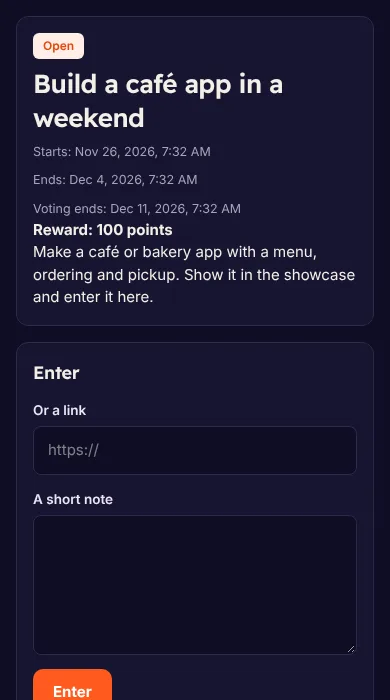 Open
Build a café app in a
weekend
Starts: Nov 26, 2026, 7:32 AM
Ends: Dec 4, 2026, 7:32 AM
Voting ends: Dec 11, 2026, 7:32 AM
Reward: 100 points
Make a café or bakery app with a menu,
ordering and pickup. Show it in the showcase
and enter it here.
Enter
Or a link
https://
A short note
Enter